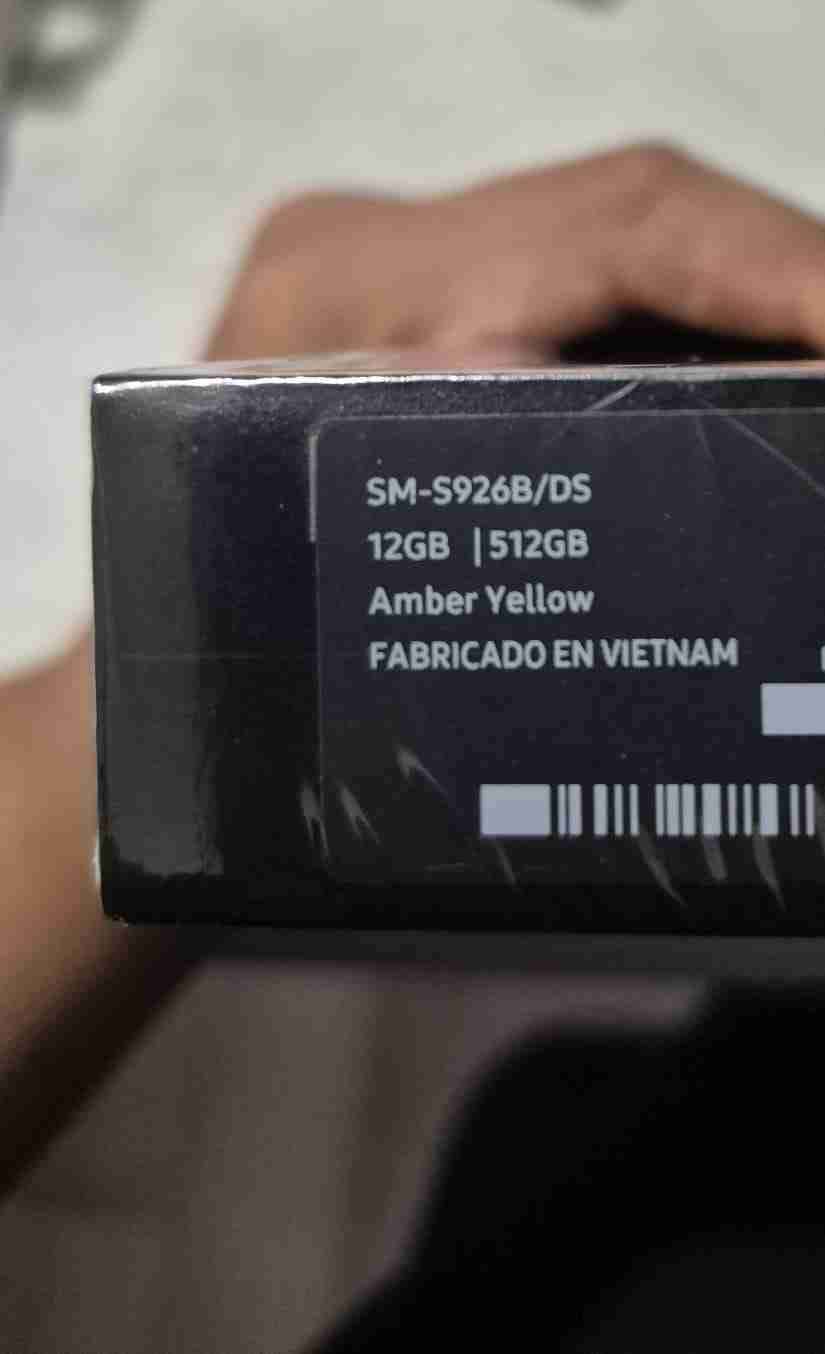 SM-S926B/DS
12GB | 512GB
Amber Yellow
FABRICADO EN VIETNAM